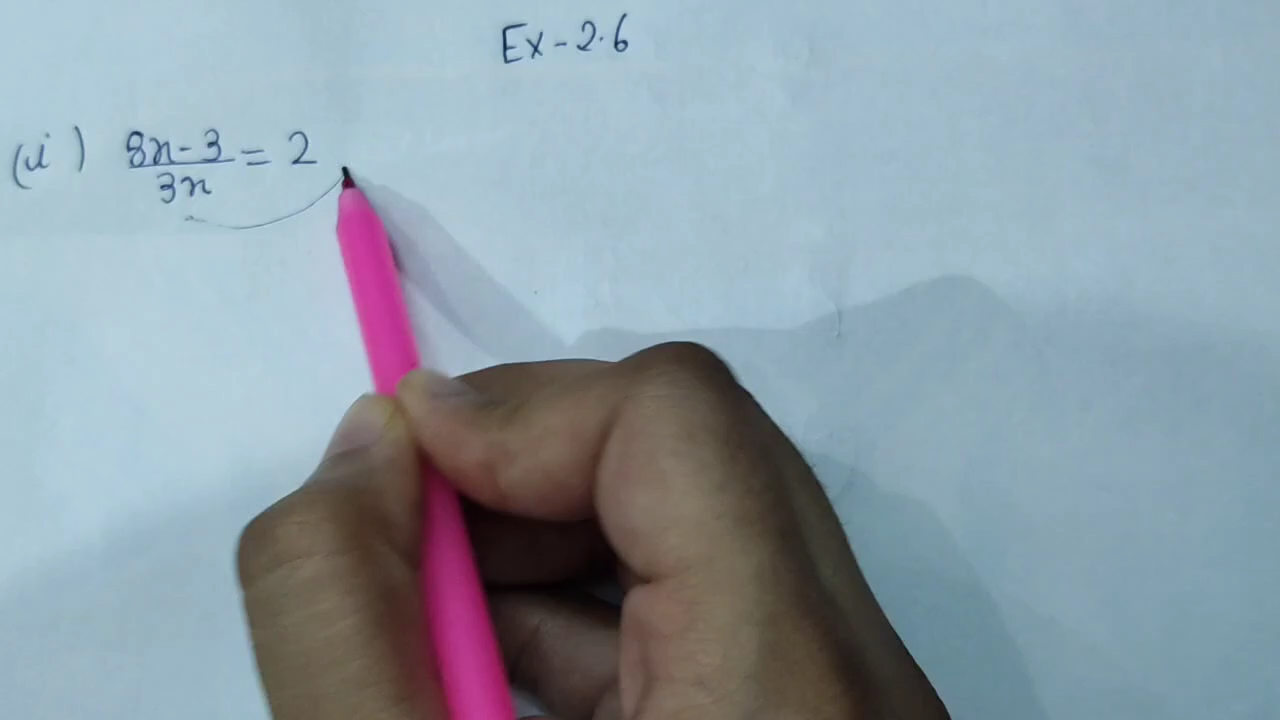 Ex-2.6
(i) 8x-3 = 2
3x